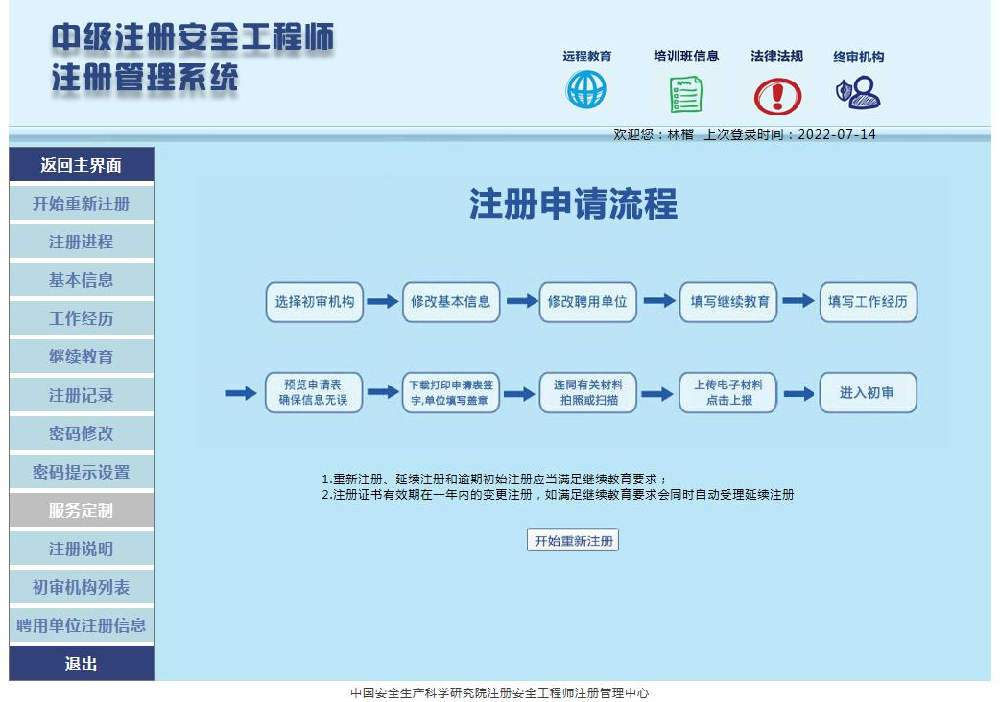 中级注册安全工程师
注册管理系统
远程教育
培训班信息
法律法规
终审机构
欢迎您：林楷 上次登录时间：2022-07-14
返回主界面
开始重新注册
注册进程
基本信息
工作经历
继续教育
注册记录
密码修改
密码提示设置
服务定制
注册说明
初审机构列表
聘用单位注册信息
退出
注册申请流程
选择初审机构
修改基本信息
修改聘用单位
填写继续教育
填写工作经历
预览申请表
确保信息无误
下载打印申请表签
字,单位填写盖章
连同有关材料
拍照或扫描
上传电子材料
点击上报
进入初审
1.重新注册、延续注册和逾期初始注册应当满足继续教育要求；
2.注册证书有效期在一年内的变更注册，如满足继续教育要求会同时自动受理延续注册
开始重新注册
中国安全生产科学研究院注册安全工程师注册管理中心